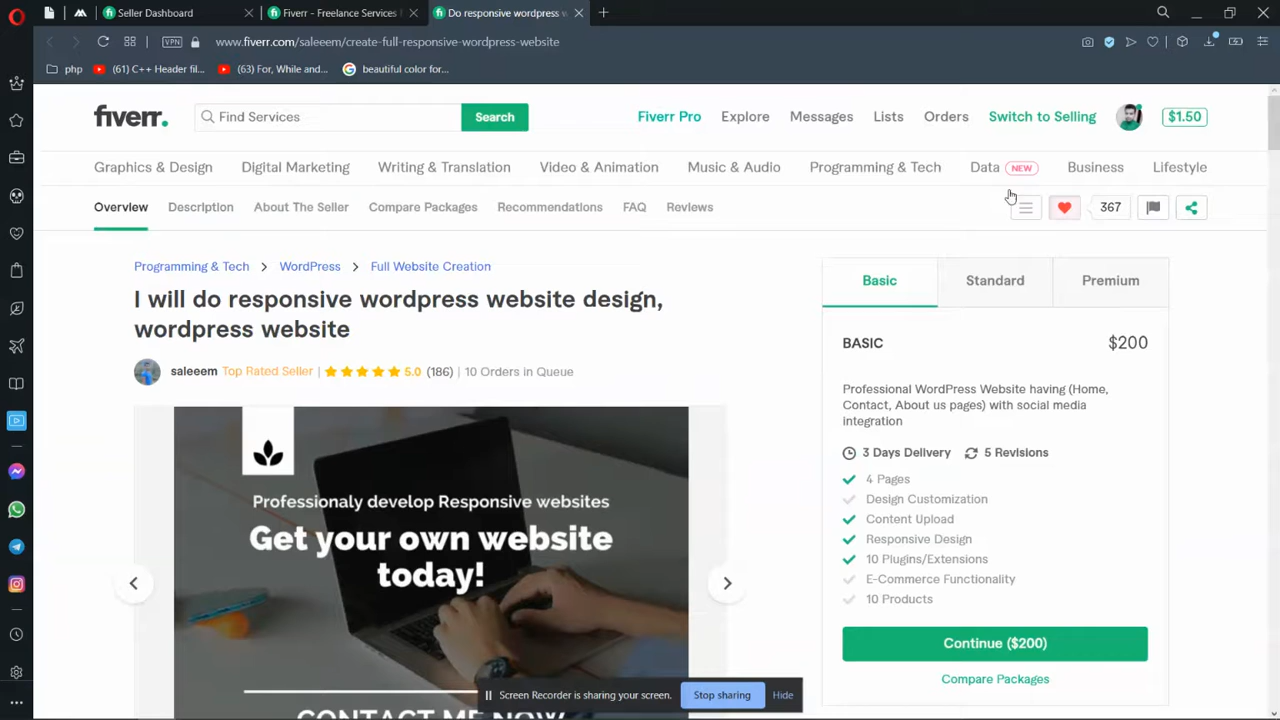 Seller Dashboard
Fiverr - Freelance Services
Do responsive wordpress w
VPN
www.fiverr.com/saleeem/create-full-responsive-wordpress-website
php
(61) C++ Header fil...
(63) For, While and...
beautiful color for...
fiverr.
Find Services
Search
Fiverr Pro
Explore
Messages
Lists
Orders
Switch to Selling
$1.50
Graphics & Design
Digital Marketing
Writing & Translation
Video & Animation
Music & Audio
Programming & Tech
Data NEW
Business
Lifestyle
Overview
Description
About The Seller
Compare Packages
Recommendations
FAQ
Reviews
367
Programming & Tech > WordPress > Full Website Creation
I will do responsive wordpress website design,
wordpress website
saleeem Top Rated Seller | 5.0 (186) | 10 Orders in Queue
Professionaly develop Responsive websites
Get your own website
today!
CONTACT ME NOW
Basic
Standard
Premium
BASIC
$200
Professional WordPress Website having (Home,
Contact, About us pages) with social media
integration
3 Days Delivery
5 Revisions
4 Pages
Design Customization
Content Upload
Responsive Design
10 Plugins/Extensions
E-Commerce Functionality
10 Products
Continue ($200)
Compare Packages
Screen Recorder is sharing your screen.
Stop sharing
Hide